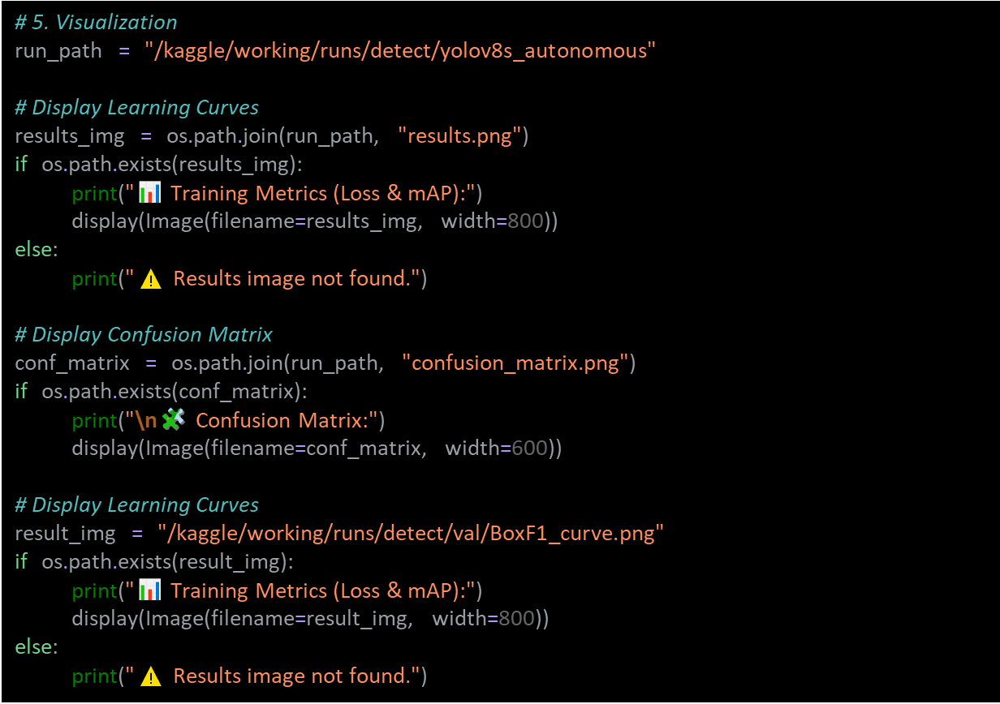 # 5. Visualization
run_path = "/kaggle/working/runs/detect/yolov8s_autonomous"
# Display Learning Curves
results_img = os.path.join(run_path, "results.png")
if os.path.exists(results_img):
print("📊 Training Metrics (Loss & mAP):")
display(Image(filename=results_img, width=800))
else:
print("⚠️ Results image not found.")
# Display Confusion Matrix
conf_matrix = os.path.join(run_path, "confusion_matrix.png")
if os.path.exists(conf_matrix):
print("\n🧩 Confusion Matrix:")
display(Image(filename=conf_matrix, width=600))
# Display Learning Curves
result_img = "/kaggle/working/runs/detect/val/BoxF1_curve.png"
if os.path.exists(result_img):
print("📊 Training Metrics (Loss & mAP):")
display(Image(filename=result_img, width=800))
else:
print("⚠️ Results image not found.")